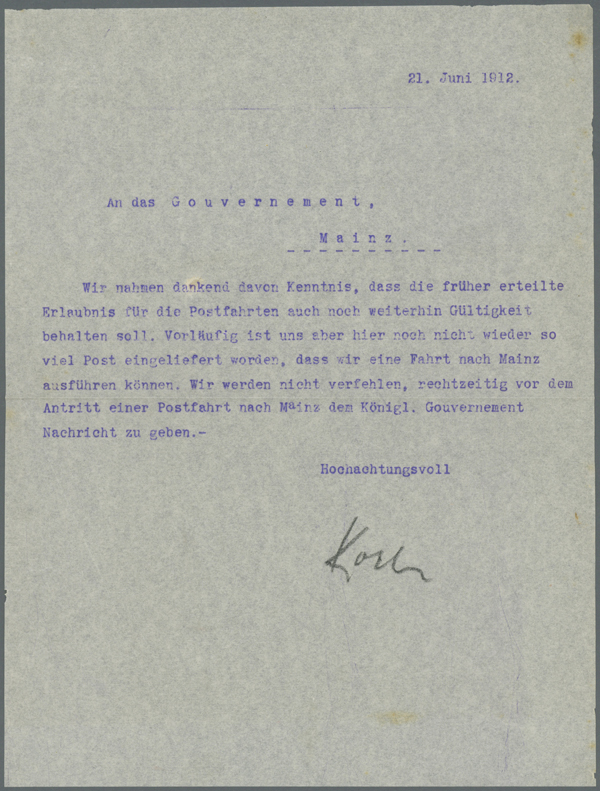 21. Juni 1912.
An das Gouvernement,
Mainz.
Wir nahmen dankend davon Kenntnis, dass die früher erteilte
Erlaubnis für die Postfahrten auch noch weiterhin Gültigkeit
behalten soll. Vorläufig ist uns aber hier noch nicht wieder so
viel Post eingeliefert worden, dass wir eine Fahrt nach Mainz
ausführen können. Wir werden nicht verfehlen, rechtzeitig vor dem
Antritt einer Postfahrt nach Mainz dem Königl. Gouvernement
Nachricht zu geben.-
Hochachtungsvoll